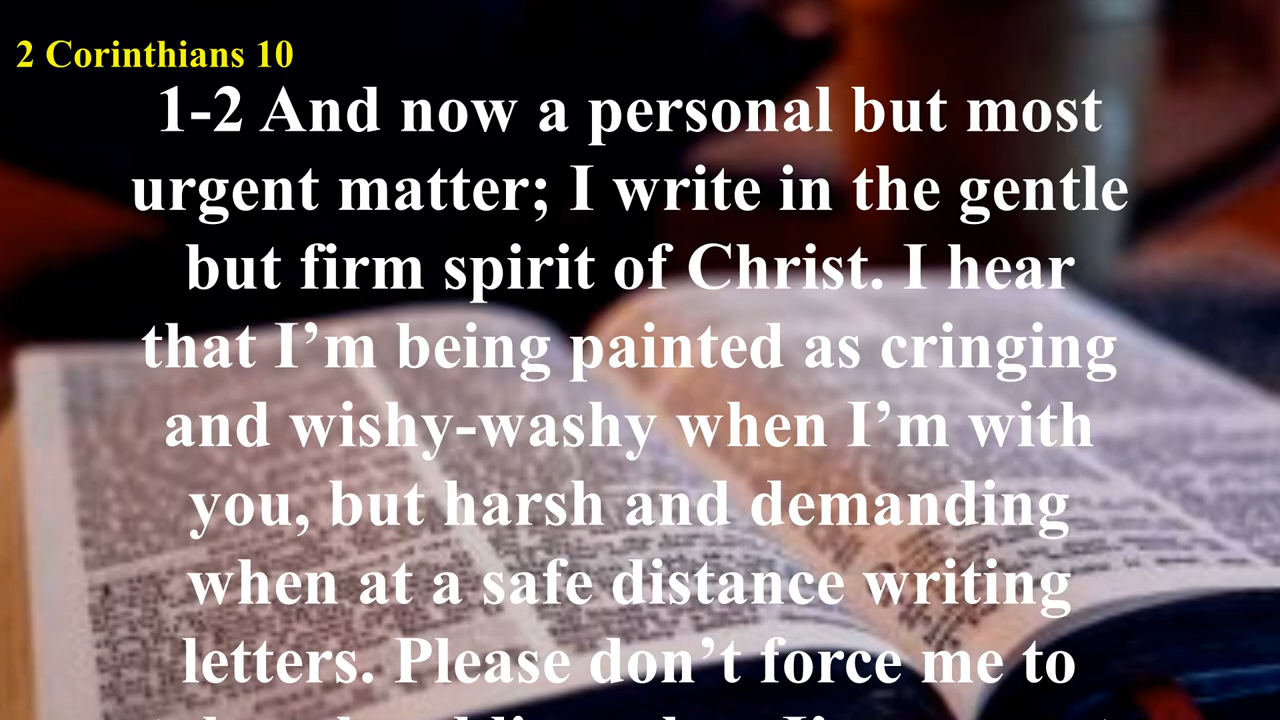 2 Corinthians 10
1-2 And now a personal but most
urgent matter; I write in the gentle
but firm spirit of Christ. I hear
that I’m being painted as cringing
and wishy-washy when I’m with
you, but harsh and demanding
when at a safe distance writing
letters. Please don’t force me to